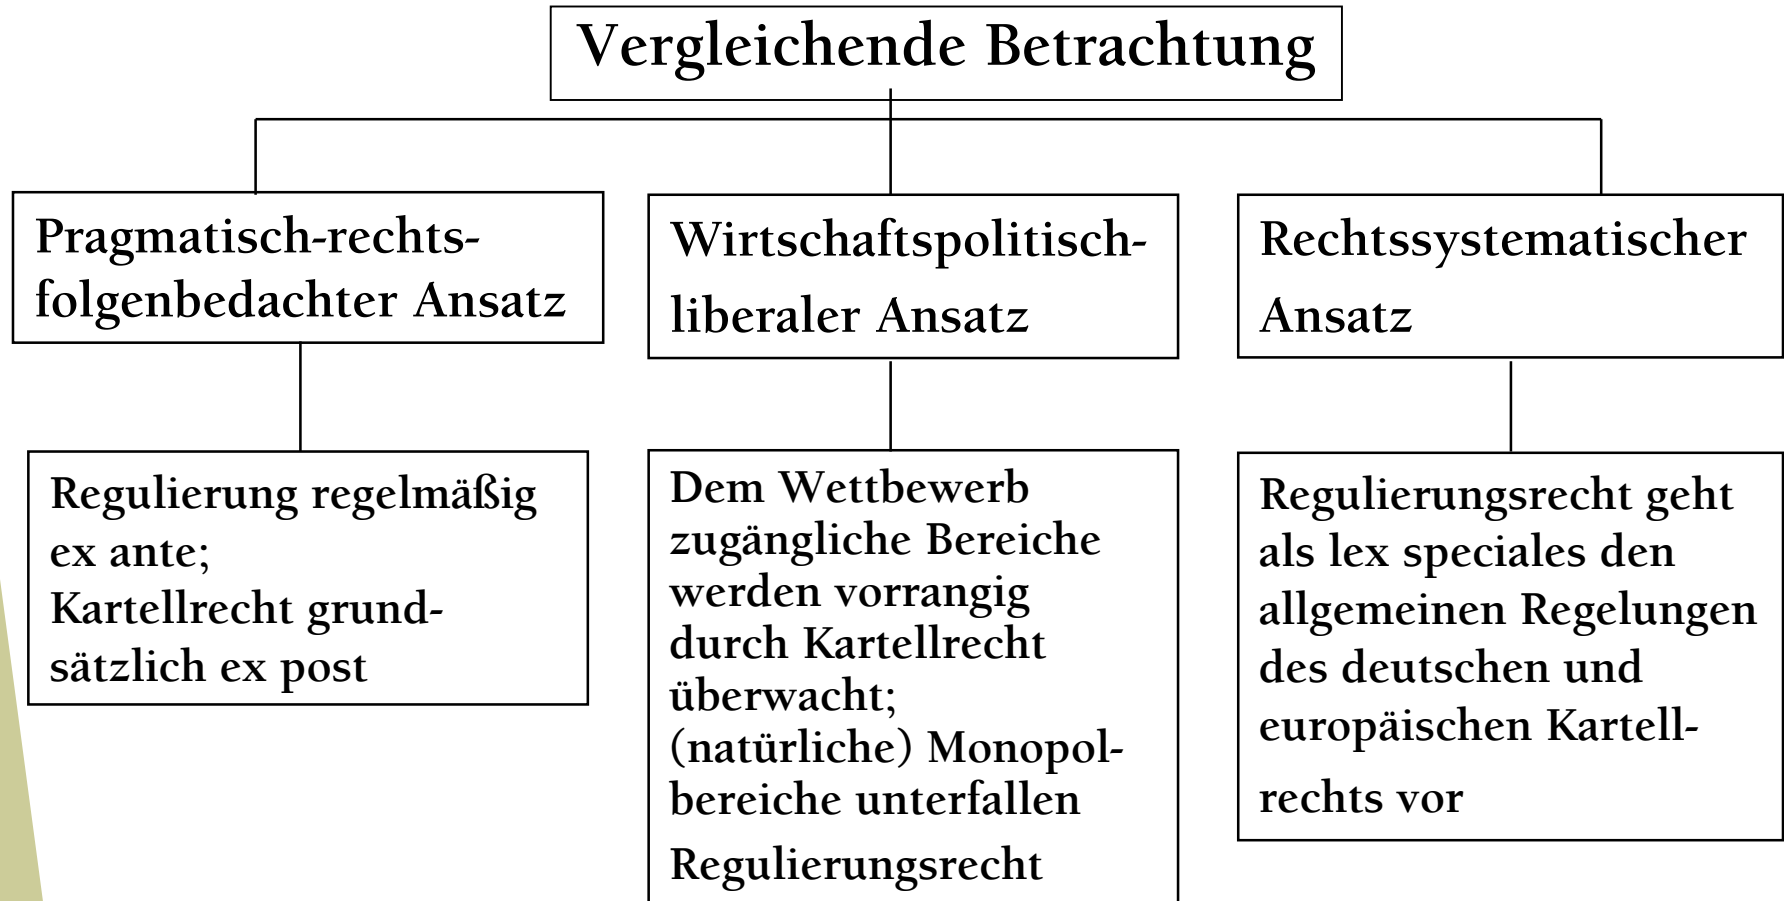 Vergleichende Betrachtung
Pragmatisch-rechts-
folgenbedachter Ansatz
Wirtschaftspolitisch-
liberaler Ansatz
Rechtssystematischer
Ansatz
Regulierung regelmäßig
ex ante;
Kartellrecht grund-
sätzlich ex post
Dem Wettbewerb
zugängliche Bereiche
werden vorrangig
durch Kartellrecht
überwacht;
(natürliche) Monopol-
bereiche unterfallen
Regulierungsrecht
Regulierungsrecht geht
als lex speciales den
allgemeinen Regelungen
des deutschen und
europäischen Kartell-
rechts vor